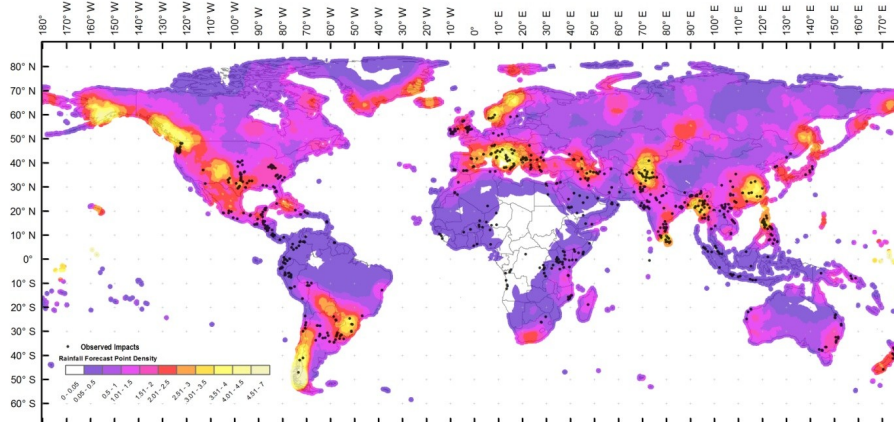 180° 170° W 160° W 150° W 140° W 130° W 120° W 110° W 100° W 90° W 80° W 70° W 60° W 50° W 40° W 30° W 20° W 10° W 0° 10° E 20° E 30° E 40° E 50° E 60° E 70° E 80° E 90° E 100° E 110° E 120° E 130° E 140° E 150° E 160° E 170° E
80° N
70° N
60° N
50° N
40° N
30° N
20° N
10° N
0°
10° S
20° S
30° S
40° S
50° S
60° S
Observed Impacts
Rainfall Forecast Point Density
0 - 0.05 0.05 - 0.5 0.5 - 1 1.01 - 1.5 1.51 - 2 2.01 - 2.5 2.51 - 3 3.01 - 3.5 3.51 - 4 4.01 - 4.5 4.51 - 7